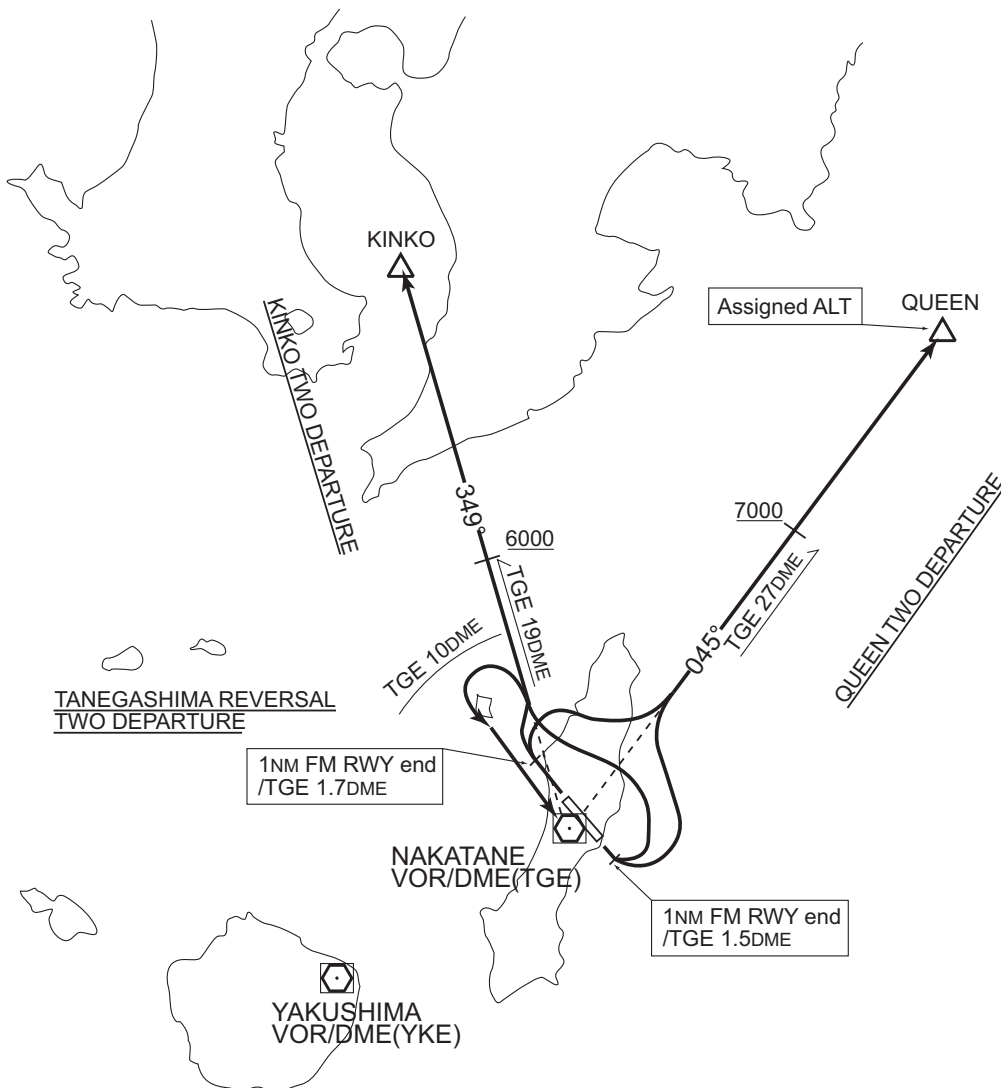 KINKO
QUEEN
Assigned ALT
KINKO TWO DEPARTURE
349°
6000
7000
TGE 19DME
TGE 27DME
045°
QUEEN TWO DEPARTURE
TGE 10DME
TANEGASHIMA REVERSAL
TWO DEPARTURE
1NM FM RWY end
/TGE 1.7DME
NAKATANE
VOR/DME(TGE)
1NM FM RWY end
/TGE 1.5DME
YAKUSHIMA
VOR/DME(YKE)